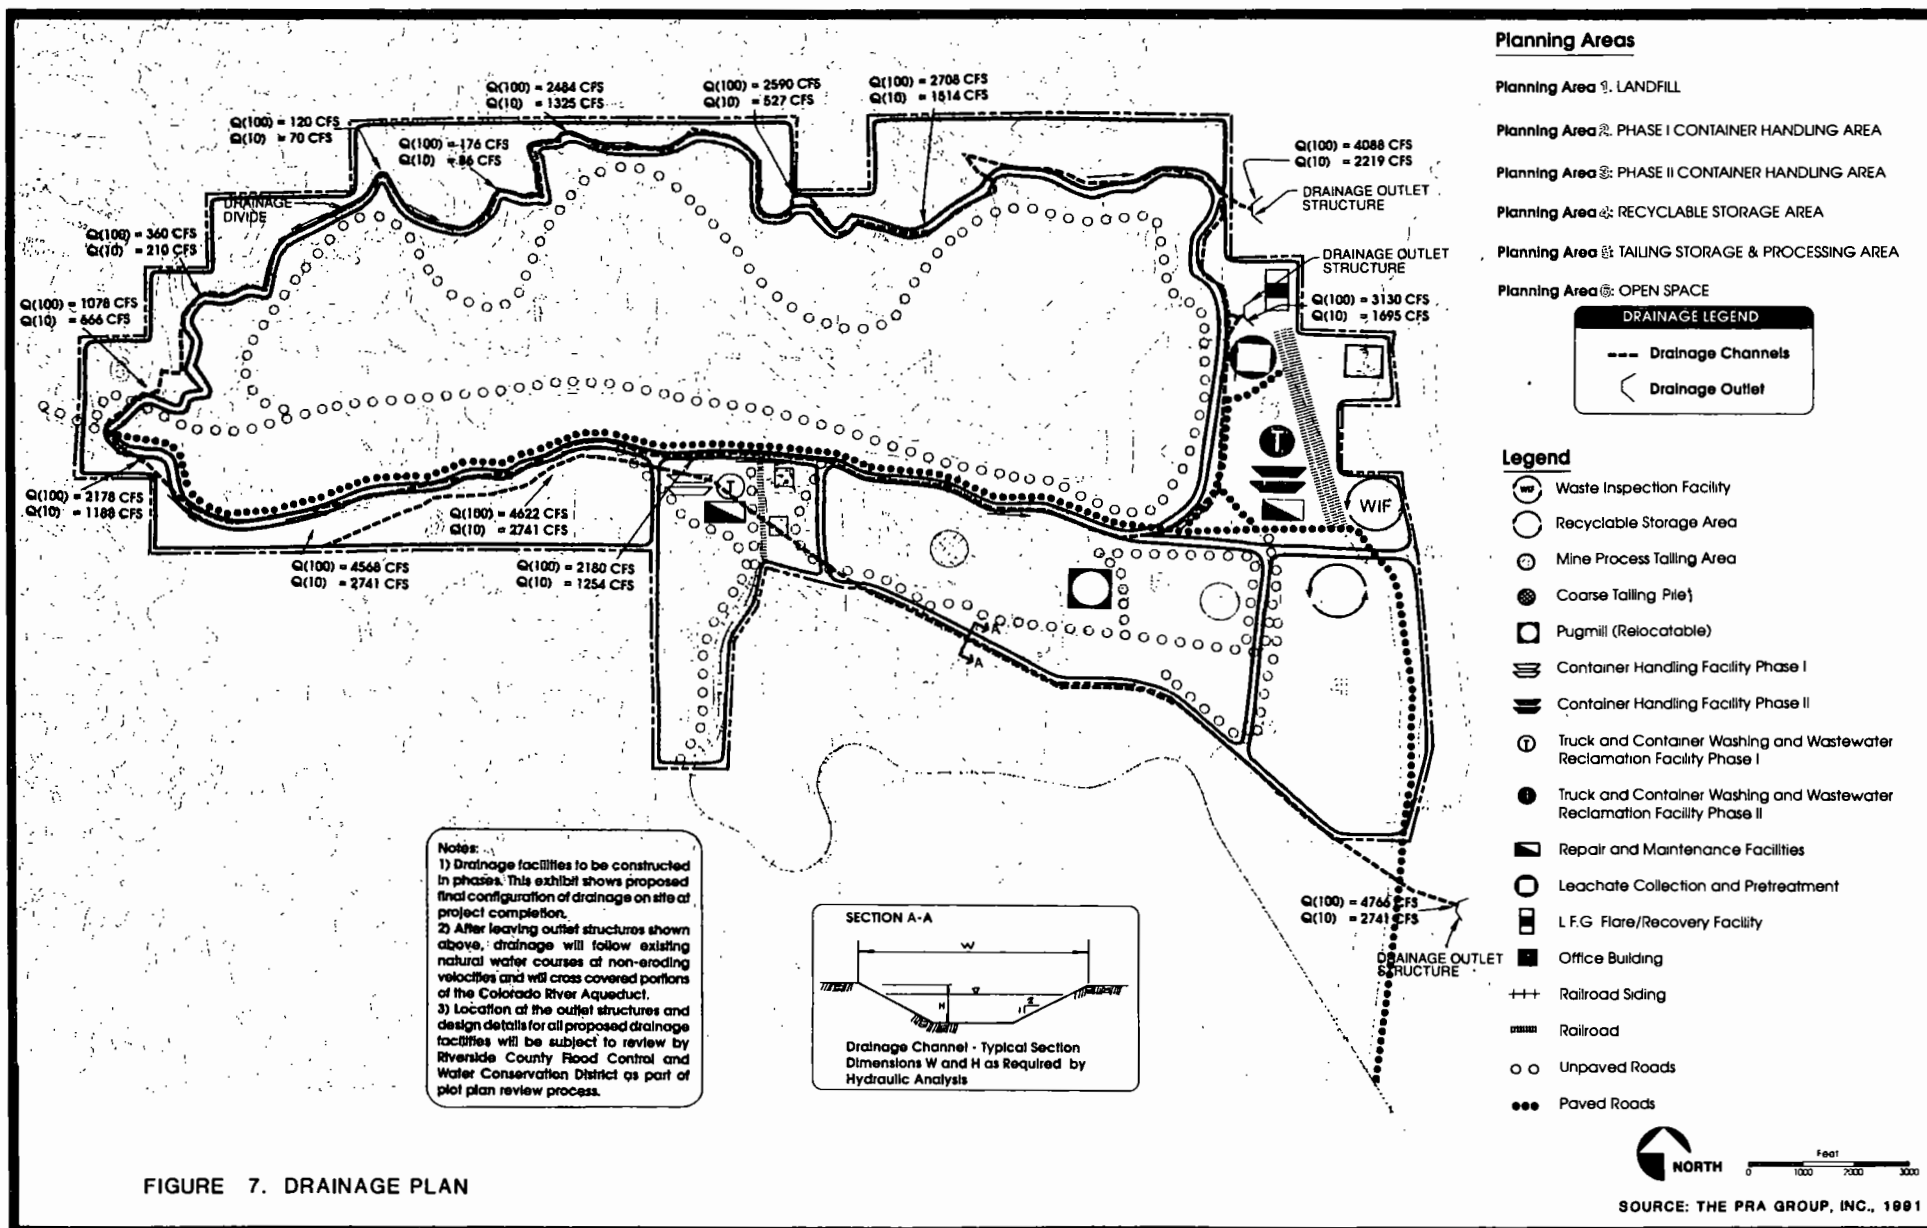 Q(100) = 2484 CFS
Q(10) = 1325 CFS
Q(100) = 2590 CFS
Q(10) = 527 CFS
Q(100) = 2708 CFS
Q(10) = 1514 CFS
Q(100) = 120 CFS
Q(10) = 70 CFS
Q(100) = 176 CFS
Q(10) = 86 CFS
Q(100) = 4088 CFS
Q(10) = 2219 CFS
DRAINAGE OUTLET
STRUCTURE
DRAINAGE
DIVIDE
Q(100) = 360 CFS
Q(10) = 210 CFS
DRAINAGE OUTLET
STRUCTURE
Q(100) = 1078 CFS
Q(10) = 666 CFS
Q(100) = 3130 CFS
Q(10) = 1695 CFS
T
WIF
T
Q(100) = 2178 CFS
Q(10) = 1188 CFS
Q(100) = 4622 CFS
Q(10) = 2741 CFS
Q(100) = 4568 CFS
Q(10) = 2741 CFS
Q(100) = 2180 CFS
Q(10) = 1254 CFS
A
A
Q(100) = 4766 CFS
Q(10) = 2741 CFS
DRAINAGE OUTLET
STRUCTURE
Notes:
1) Drainage facilities to be constructed
in phases. This exhibit shows proposed
final configuration of drainage on site at
project completion.
2) After leaving outlet structures shown
above, drainage will follow existing
natural water courses at non-eroding
velocities and will cross covered portions
of the Colorado River Aqueduct.
3) Location at the outlet structures and
design details for all proposed drainage
facilities will be subject to review by
Riverside County Flood Control and
Water Conservation District as part of
plot plan review process.
SECTION A-A
W
H
2
1
Drainage Channel - Typical Section
Dimensions W and H as Required by
Hydraulic Analysis
Planning Areas
Planning Area 1. LANDFILL
Planning Area 2. PHASE I CONTAINER HANDLING AREA
Planning Area 3: PHASE II CONTAINER HANDLING AREA
Planning Area 4: RECYCLABLE STORAGE AREA
Planning Area 5: TAILING STORAGE & PROCESSING AREA
Planning Area 6: OPEN SPACE
DRAINAGE LEGEND
Drainage Channels
Drainage Outlet
Legend
WIF Waste Inspection Facility
Recyclable Storage Area
Mine Process Tailing Area
Coarse Tailing Pile
Pugmill (Relocatable)
Container Handling Facility Phase I
Container Handling Facility Phase II
T Truck and Container Washing and Wastewater
Reclamation Facility Phase I
Truck and Container Washing and Wastewater
Reclamation Facility Phase II
Repair and Maintenance Facilities
Leachate Collection and Pretreatment
L F.G Flare/Recovery Facility
Office Building
Railroad Siding
Railroad
Unpaved Roads
Paved Roads
NORTH
Feet
0 1000 2000 3000
FIGURE 7. DRAINAGE PLAN
SOURCE: THE PRA GROUP, INC., 1991